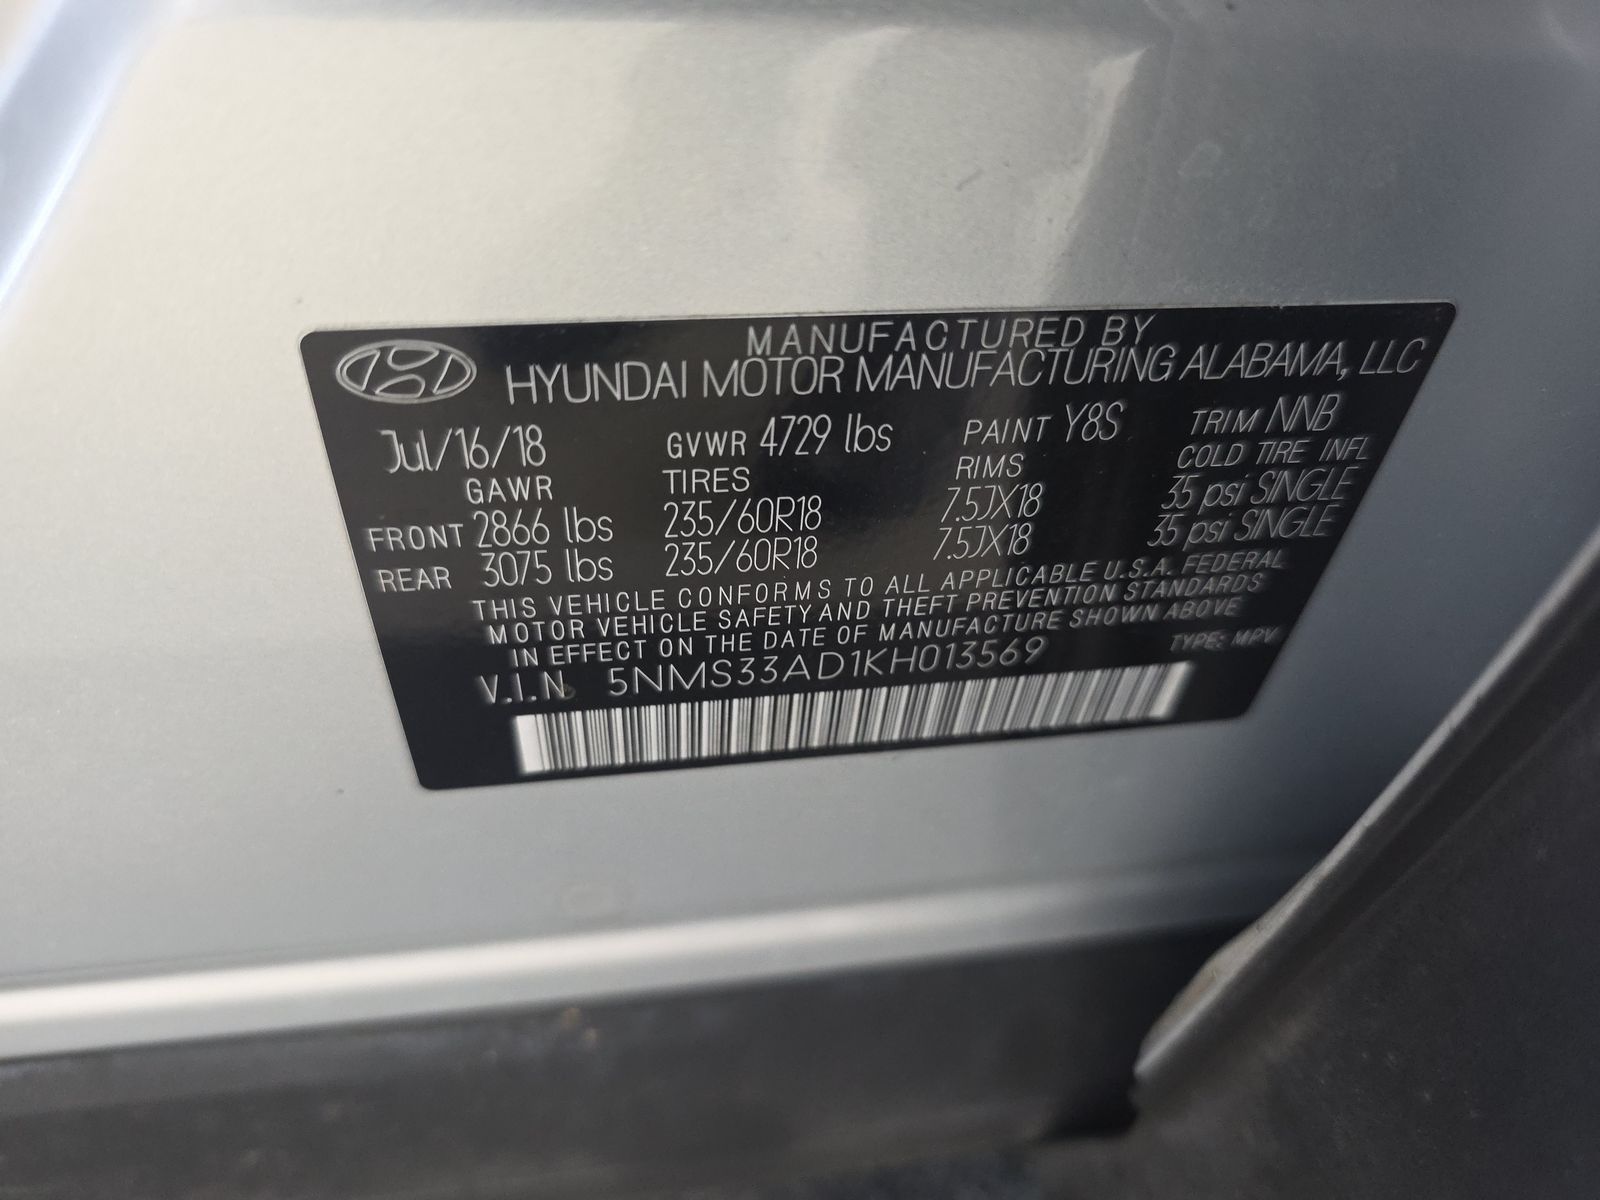 MANUFACTURED BY
HYUNDAI MOTOR MANUFACTURING ALABAMA, LLC
Jul/16/18 GVWR 4729 lbs PAINT Y8S TRIM NNB
GAWR TIRES RIMS COLD TIRE INFL
FRONT 2866 lbs 235/60R18 7.5JX18 35 psi SINGLE
REAR 3075 lbs 235/60R18 7.5JX18 35 psi SINGLE
THIS VEHICLE CONFORMS TO ALL APPLICABLE U.S.A. FEDERAL
MOTOR VEHICLE SAFETY AND THEFT PREVENTION STANDARDS
IN EFFECT ON THE DATE OF MANUFACTURE SHOWN ABOVE
V.I.N 5NMS33AD1KH013569 TYPE: MPV